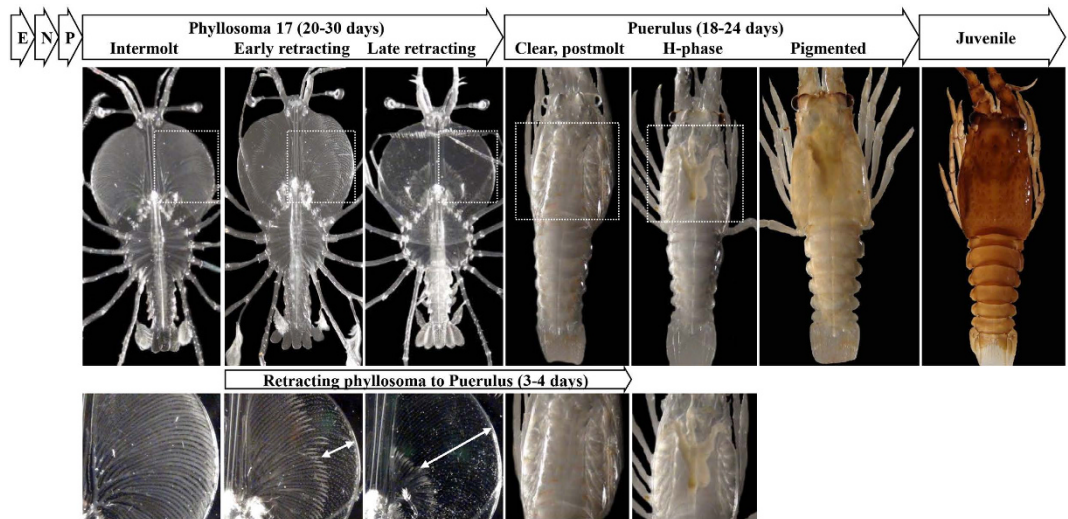 E N P Phyllosoma 17 (20-30 days) Puerulus (18-24 days) Juvenile
Intermolt Early retracting Late retracting Clear, postmolt H-phase Pigmented
Retracting phyllosoma to Puerulus (3-4 days)